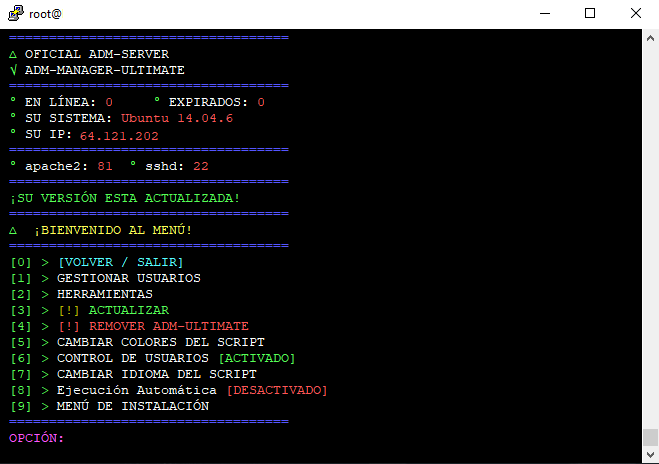 root@
====================================
∆ OFICIAL ADM-SERVER
√ ADM-MANAGER-ULTIMATE
====================================
° EN LÍNEA: 0 ° EXPIRADOS: 0
° SU SISTEMA: Ubuntu 14.04.6
° SU IP: 64.121.202
====================================
° apache2: 81 ° sshd: 22
====================================
¡SU VERSIÓN ESTA ACTUALIZADA!
====================================
∆ ¡BIENVENIDO AL MENÚ!
====================================
[0] > [VOLVER / SALIR]
[1] > GESTIONAR USUARIOS
[2] > HERRAMIENTAS
[3] > [!] ACTUALIZAR
[4] > [!] REMOVER ADM-ULTIMATE
[5] > CAMBIAR COLORES DEL SCRIPT
[6] > CONTROL DE USUARIOS [ACTIVADO]
[7] > CAMBIAR IDIOMA DEL SCRIPT
[8] > Ejecución Automática [DESACTIVADO]
[9] > MENÚ DE INSTALACIÓN
====================================
OPCIÓN: